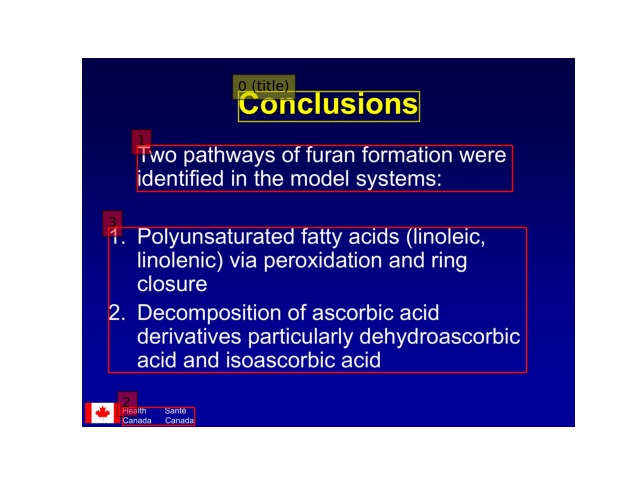 0 (title)
Conclusions
1
Two pathways of furan formation were
identified in the model systems:
3
1. Polyunsaturated fatty acids (linoleic,
linolenic) via peroxidation and ring
closure
2. Decomposition of ascorbic acid
derivatives particularly dehydroascorbic
acid and isoascorbic acid
2
Health Santé
Canada Canada